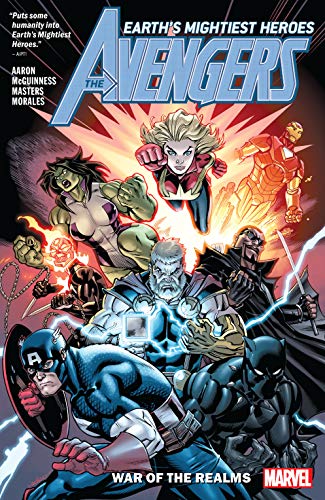 EARTH'S MIGHTIEST HEROES
THE AVENGERS
"Puts some
humanity into
Earth's Mightiest
Heroes."
—AIPT!
AARON
McGUINNESS
MASTERS
MORALES
A
WAR OF THE REALMS
MARVEL